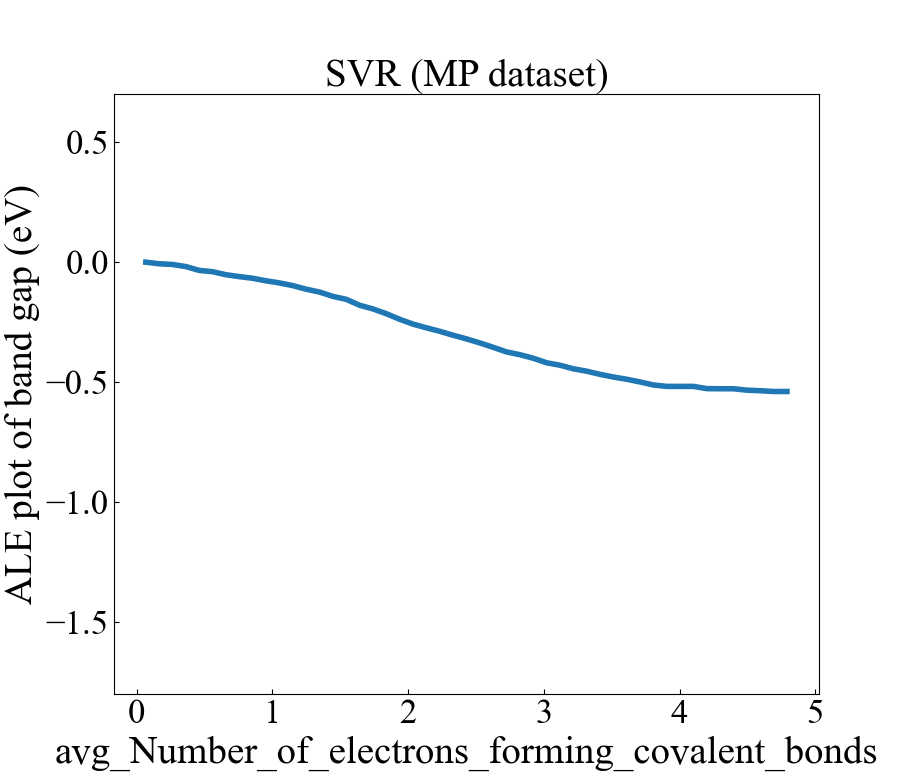 SVR (MP dataset)
ALE plot of band gap (eV)
0.5
0.0
−0.5
−1.0
−1.5
0 1 2 3 4 5
avg_Number_of_electrons_forming_covalent_bonds